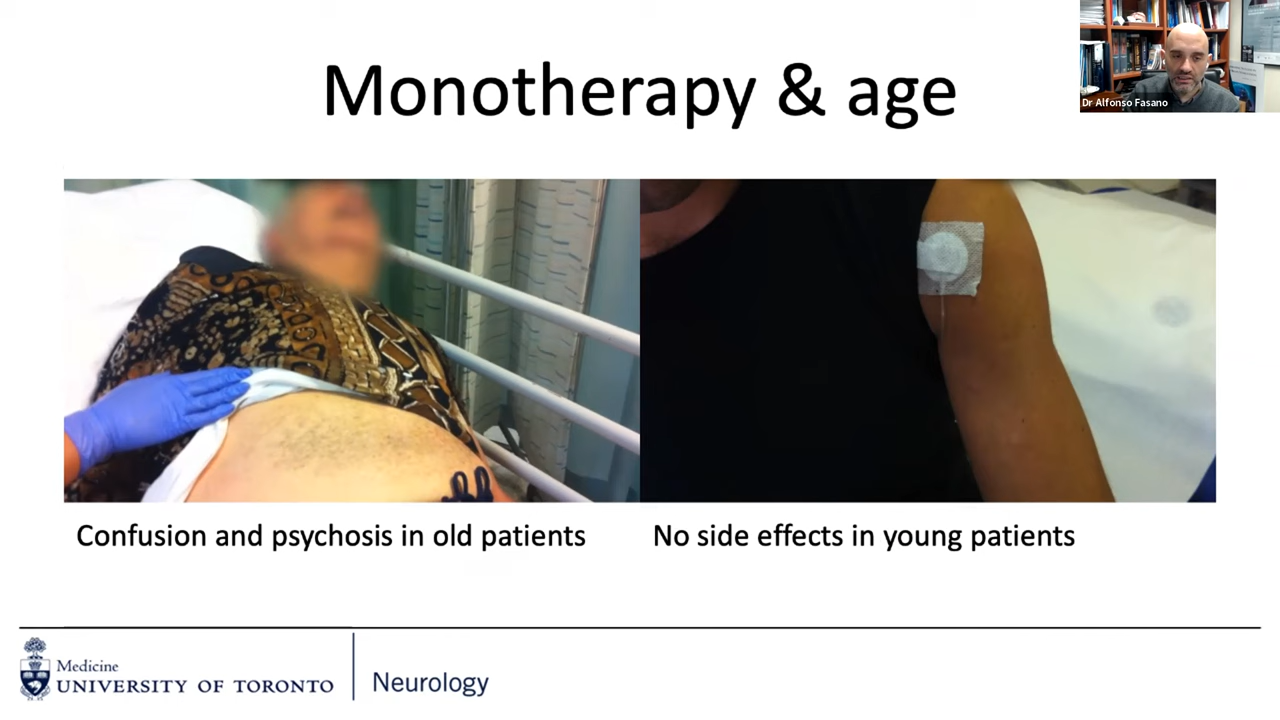 Monotherapy & age
Dr Alfonso Fasano
Confusion and psychosis in old patients
No side effects in young patients
Medicine
UNIVERSITY OF TORONTO
Neurology